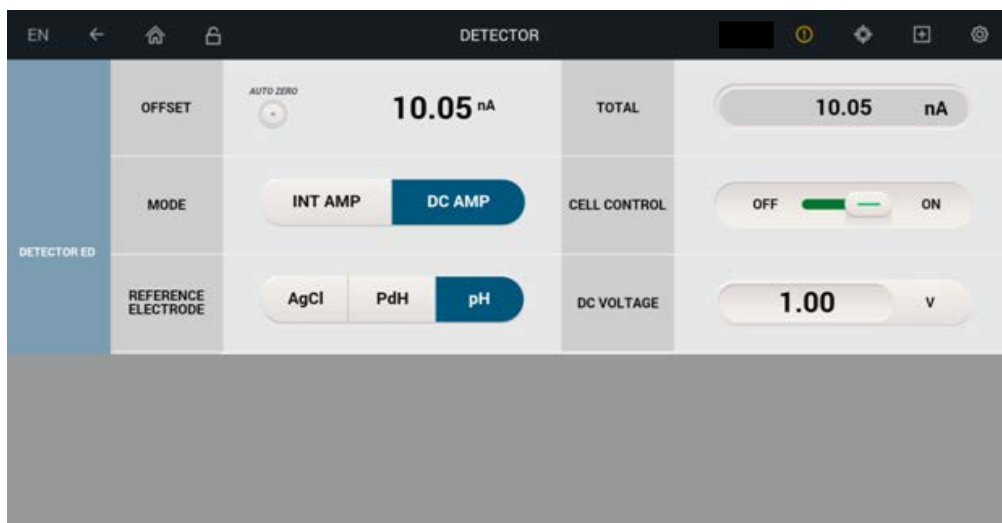 EN
DETECTOR
DETECTOR ED
OFFSET
AUTO ZERO
10.05 nA
TOTAL
10.05 nA
MODE
INT AMP
DC AMP
CELL CONTROL
OFF
ON
REFERENCE
ELECTRODE
AgCl
PdH
pH
DC VOLTAGE
1.00 V